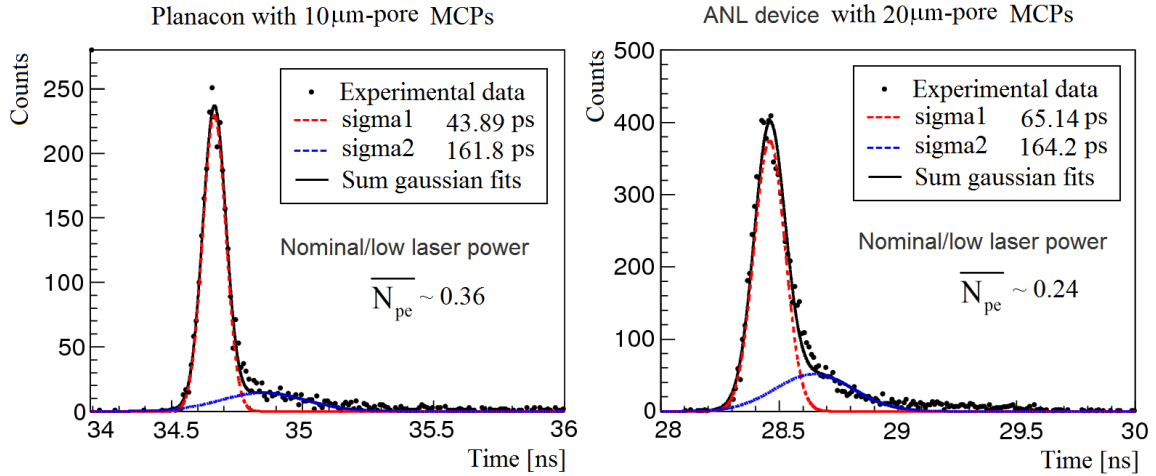 Planacon with 10μm-pore MCPs
Counts
250
200
150
100
50
0
34
34.5
35
35.5
36
Time [ns]
Experimental data
sigma1 43.89 ps
sigma2 161.8 ps
Sum gaussian fits
Nominal/low laser power
Npe ~ 0.36
ANL device with 20μm-pore MCPs
Counts
500
400
300
200
100
0
28
28.5
29
29.5
30
Time [ns]
Experimental data
sigma1 65.14 ps
sigma2 164.2 ps
Sum gaussian fits
Nominal/low laser power
Npe ~ 0.24